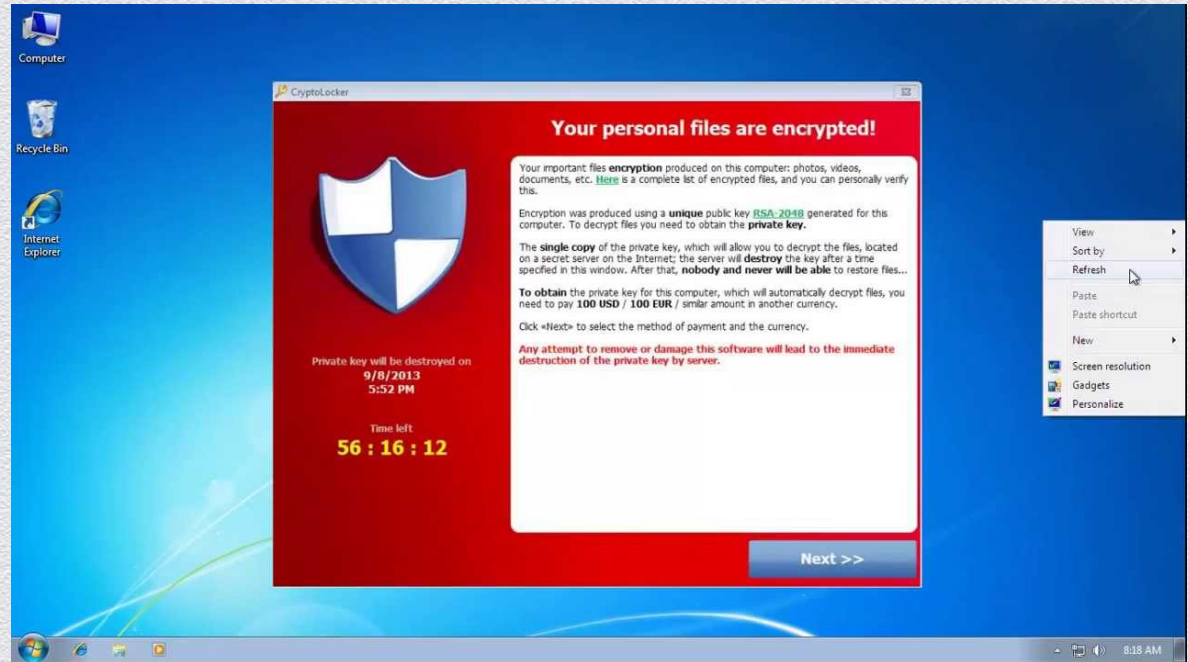 Computer
Recycle Bin
Internet
Explorer
CryptoLocker
Your personal files are encrypted!
Your important files encryption produced on this computer: photos, videos,
documents, etc. Here is a complete list of encrypted files, and you can personally verify
this.
Encryption was produced using a unique public key RSA-2048 generated for this
computer. To decrypt files you need to obtain the private key.
The single copy of the private key, which will allow you to decrypt the files, located
on a secret server on the Internet; the server will destroy the key after a time
specified in this window. After that, nobody and never will be able to restore files...
To obtain the private key for this computer, which will automatically decrypt files, you
need to pay 100 USD / 100 EUR / similar amount in another currency.
Click «Next» to select the method of payment and the currency.
Any attempt to remove or damage this software will lead to the immediate
destruction of the private key by server.
Private key will be destroyed on
9/8/2013
5:52 PM
Time left
56 : 16 : 12
Next >>
View
Sort by
Refresh
Paste
Paste shortcut
New
Screen resolution
Gadgets
Personalize
8:18 AM